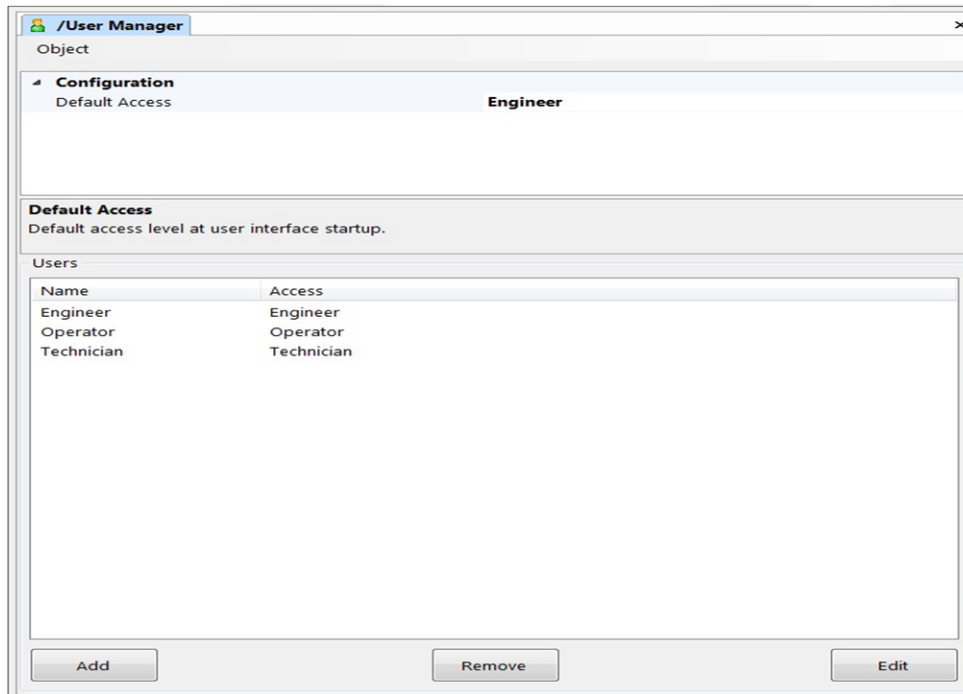 /User Manager
Object
Configuration
Default Access Engineer
Default Access
Default access level at user interface startup.
Users
Name Access
Engineer Engineer
Operator Operator
Technician Technician
Add Remove Edit